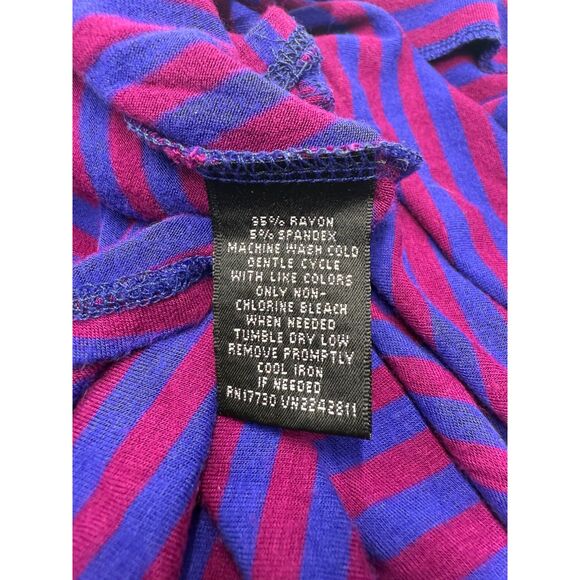 95% RAYON
5% SPANDEX
MACHINE WASH COLD
GENTLE CYCLE
WITH LIKE COLORS
ONLY NON-
CHLORINE BLEACH
WHEN NEEDED
TUMBLE DRY LOW
REMOVE PROMPTLY
COOL IRON
IF NEEDED
RN17730 VN2242811